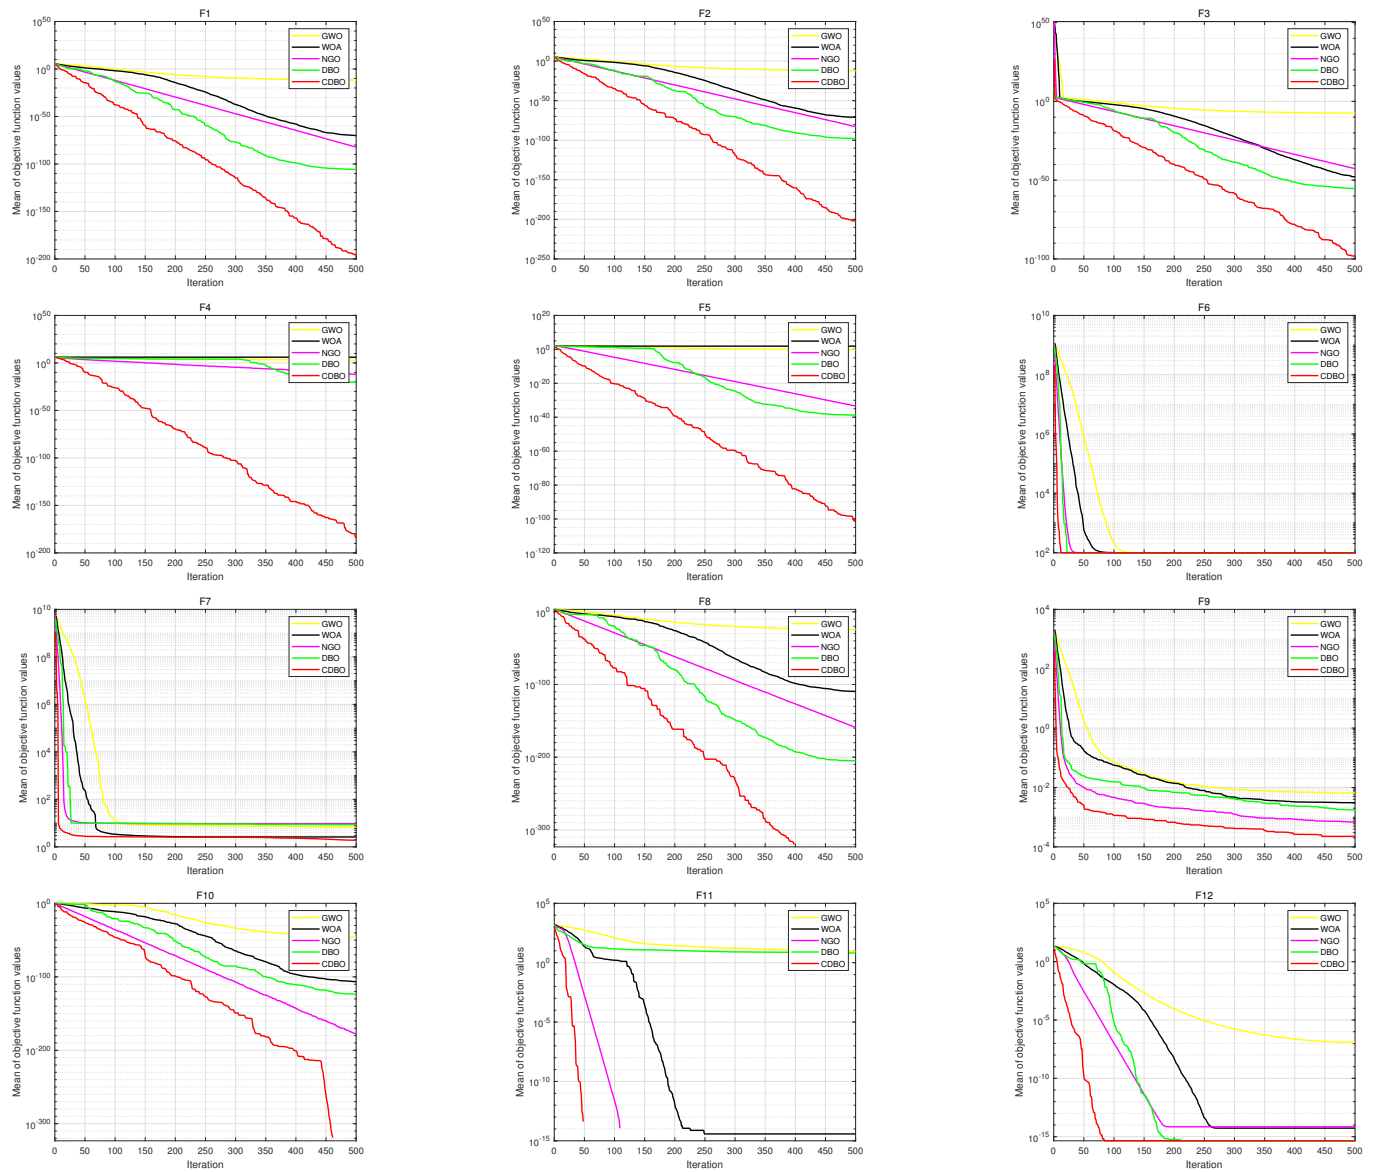 F1
Mean of objective function values
10^50
10^0
10^-50
10^-100
10^-150
10^-200
0 50 100 150 200 250 300 350 400 450 500
Iteration
GWO
WOA
NGO
DBO
CDBO
F2
Mean of objective function values
10^50
10^0
10^-50
10^-100
10^-150
10^-200
10^-250
0 50 100 150 200 250 300 350 400 450 500
Iteration
GWO
WOA
NGO
DBO
CDBO
F3
Mean of objective function values
10^50
10^0
10^-50
10^-100
0 50 100 150 200 250 300 350 400 450 500
Iteration
GWO
WOA
NGO
DBO
CDBO
F4
Mean of objective function values
10^50
10^0
10^-50
10^-100
10^-150
10^-200
0 50 100 150 200 250 300 350 400 450 500
Iteration
GWO
WOA
NGO
DBO
CDBO
F5
Mean of objective function values
10^20
10^0
10^-20
10^-40
10^-60
10^-80
10^-100
10^-120
0 50 100 150 200 250 300 350 400 450 500
Iteration
GWO
WOA
NGO
DBO
CDBO
F6
Mean of objective function values
10^10
10^8
10^6
10^4
10^2
0 50 100 150 200 250 300 350 400 450 500
Iteration
GWO
WOA
NGO
DBO
CDBO
F7
Mean of objective function values
10^10
10^8
10^6
10^4
10^2
10^0
0 50 100 150 200 250 300 350 400 450 500
Iteration
GWO
WOA
NGO
DBO
CDBO
F8
Mean of objective function values
10^0
10^-100
10^-200
10^-300
0 50 100 150 200 250 300 350 400 450 500
Iteration
GWO
WOA
NGO
DBO
CDBO
F9
Mean of objective function values
10^4
10^2
10^0
10^-2
10^-4
0 50 100 150 200 250 300 350 400 450 500
Iteration
GWO
WOA
NGO
DBO
CDBO
F10
Mean of objective function values
10^0
10^-100
10^-200
10^-300
0 50 100 150 200 250 300 350 400 450 500
Iteration
GWO
WOA
NGO
DBO
CDBO
F11
Mean of objective function values
10^5
10^0
10^-5
10^-10
10^-15
0 50 100 150 200 250 300 350 400 450 500
Iteration
GWO
WOA
NGO
DBO
CDBO
F12
Mean of objective function values
10^5
10^0
10^-5
10^-10
10^-15
0 50 100 150 200 250 300 350 400 450 500
Iteration
GWO
WOA
NGO
DBO
CDBO